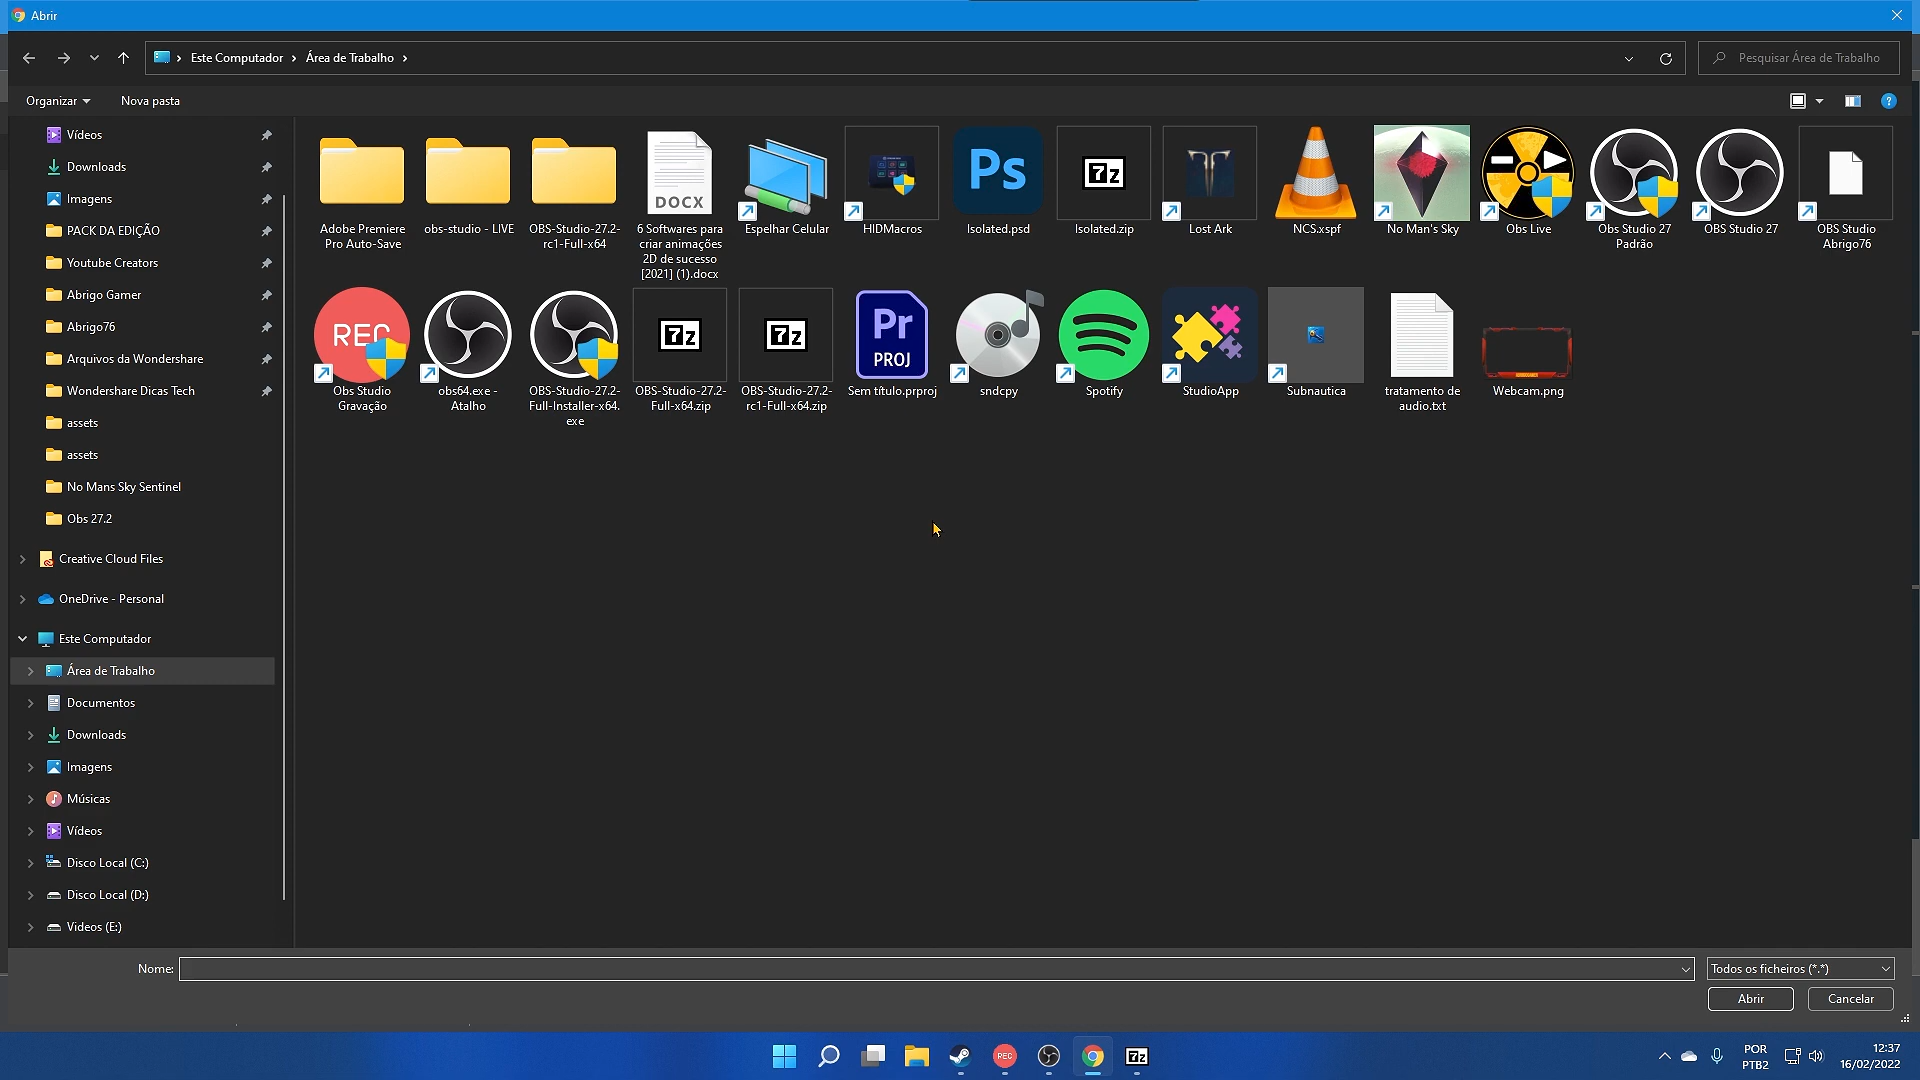 Abrir
Este Computador
Área de Trabalho
Pesquisar Área de Trabalho
Organizar
Nova pasta
Vídeos
Downloads
Imagens
PACK DA EDIÇÃO
Youtube Creators
Abrigo Gamer
Abrigo76
Arquivos da Wondershare
Wondershare Dicas Tech
assets
assets
No Mans Sky Sentinel
Obs 27.2
Creative Cloud Files
OneDrive - Personal
Este Computador
Área de Trabalho
Documentos
Downloads
Imagens
Músicas
Vídeos
Disco Local (C:)
Disco Local (D:)
Videos (E:)
DOCX
Ps
7z
Adobe Premiere
Pro Auto-Save
obs-studio - LIVE
OBS-Studio-27.2-
rc1-Full-x64
6 Softwares para
criar animações
2D de sucesso
[2021] (1).docx
Espelhar Celular
HIDMacros
Isolated.psd
Isolated.zip
Lost Ark
NCS.xspf
No Man's Sky
Obs Live
Obs Studio 27
Padrão
OBS Studio 27
OBS Studio
Abrigo76
REC
7z
7z
Pr
PROJ
Obs Studio
Gravação
obs64.exe -
Atalho
OBS-Studio-27.2-
Full-Installer-x64.
exe
OBS-Studio-27.2-
Full-x64.zip
OBS-Studio-27.2-
rc1-Full-x64.zip
Sem título.prproj
sndcpy
Spotify
StudioApp
Subnautica
tratamento de
audio.txt
Webcam.png
Nome:
Todos os ficheiros (*.*)
Abrir
Cancelar
REC
7z
POR
PTB2
12:37
16/02/2022